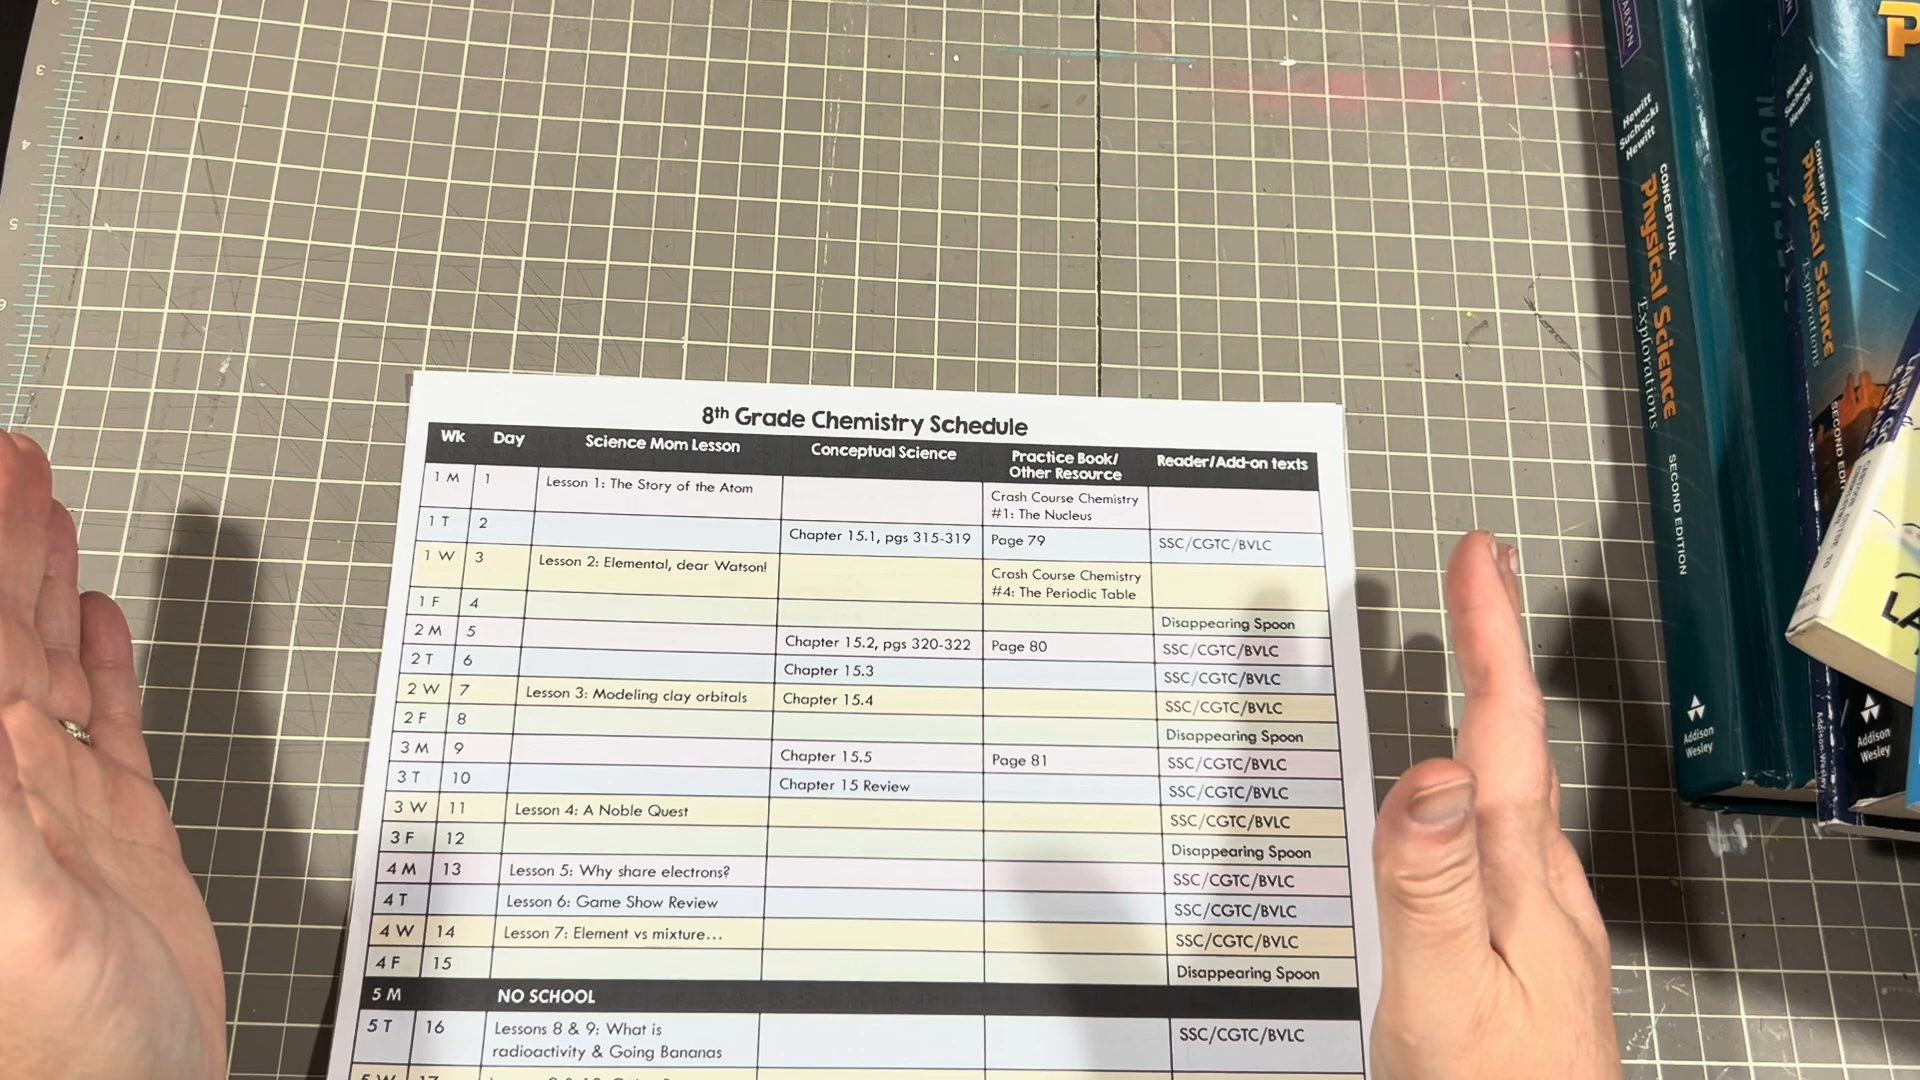 8th Grade Chemistry Schedule
Wk Day Science Mom Lesson Conceptual Science Practice Book/ Other Resource Reader/Add-on texts
1 M 1 Lesson 1: The Story of the Atom Crash Course Chemistry #1: The Nucleus
1 T 2 Chapter 15.1, pgs 315-319 Page 79 SSC/CGTC/BVLC
1 W 3 Lesson 2: Elemental, dear Watson! Crash Course Chemistry #4: The Periodic Table
1 F 4 Disappearing Spoon
2 M 5 Chapter 15.2, pgs 320-322 Page 80 SSC/CGTC/BVLC
2 T 6 Chapter 15.3 SSC/CGTC/BVLC
2 W 7 Lesson 3: Modeling clay orbitals Chapter 15.4 SSC/CGTC/BVLC
2 F 8 Disappearing Spoon
3 M 9 Chapter 15.5 Page 81 SSC/CGTC/BVLC
3 T 10 Chapter 15 Review SSC/CGTC/BVLC
3 W 11 Lesson 4: A Noble Quest SSC/CGTC/BVLC
3 F 12 Disappearing Spoon
4 M 13 Lesson 5: Why share electrons? SSC/CGTC/BVLC
4 T Lesson 6: Game Show Review SSC/CGTC/BVLC
4 W 14 Lesson 7: Element vs mixture... SSC/CGTC/BVLC
4 F 15 Disappearing Spoon
5 M NO SCHOOL
5 T 16 Lessons 8 & 9: What is radioactivity & Going Bananas SSC/CGTC/BVLC
Hewitt
Suchocki
Hewitt
CONCEPTUAL
Physical Science
Explorations
SECOND EDITION
Addison
Wesley
Hewitt
Suchocki
Hewitt
CONCEPTUAL
Physical Science
Explorations
Addison
Wesley
3
4
5
6